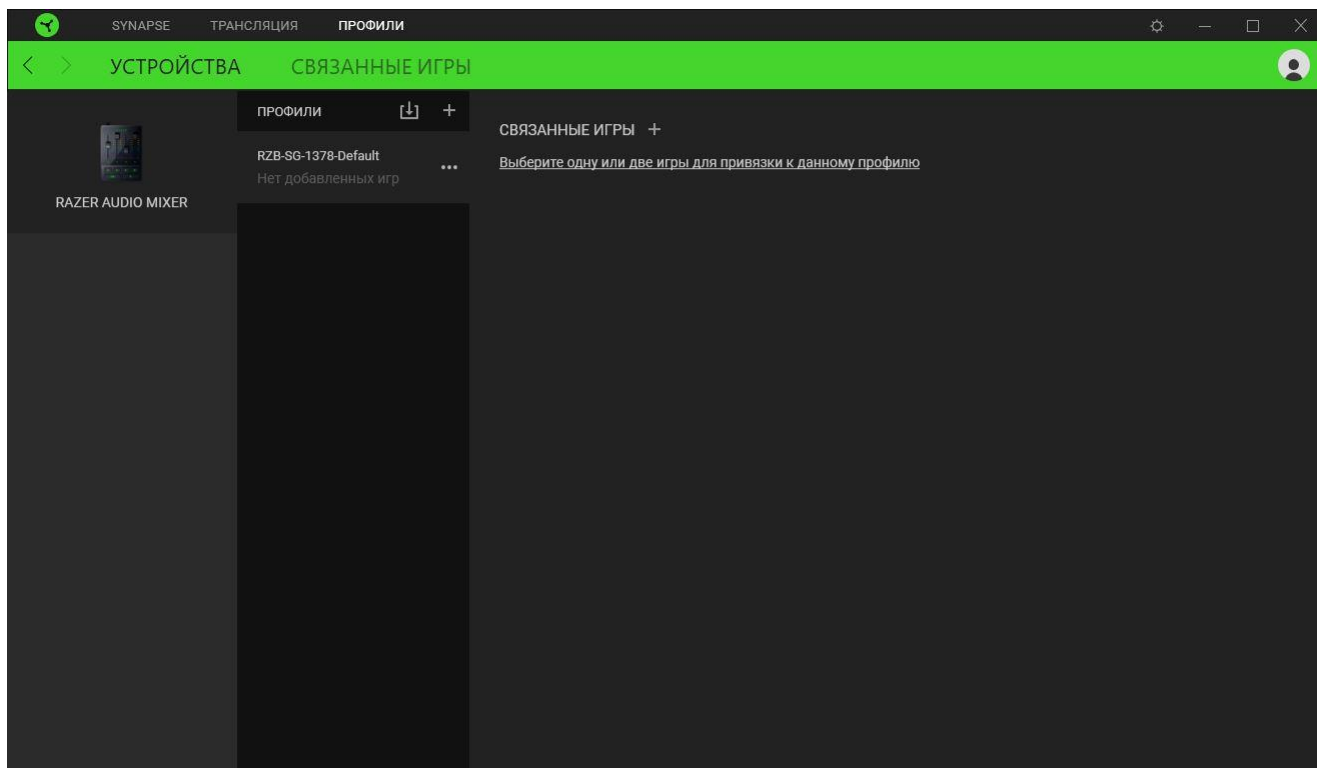 SYNAPSE ТРАНСЛЯЦИЯ ПРОФИЛИ
УСТРОЙСТВА СВЯЗАННЫЕ ИГРЫ
RAZER AUDIO MIXER
ПРОФИЛИ
RZB-SG-1378-Default
Нет добавленных игр
СВЯЗАННЫЕ ИГРЫ +
Выберите одну или две игры для привязки к данному профилю